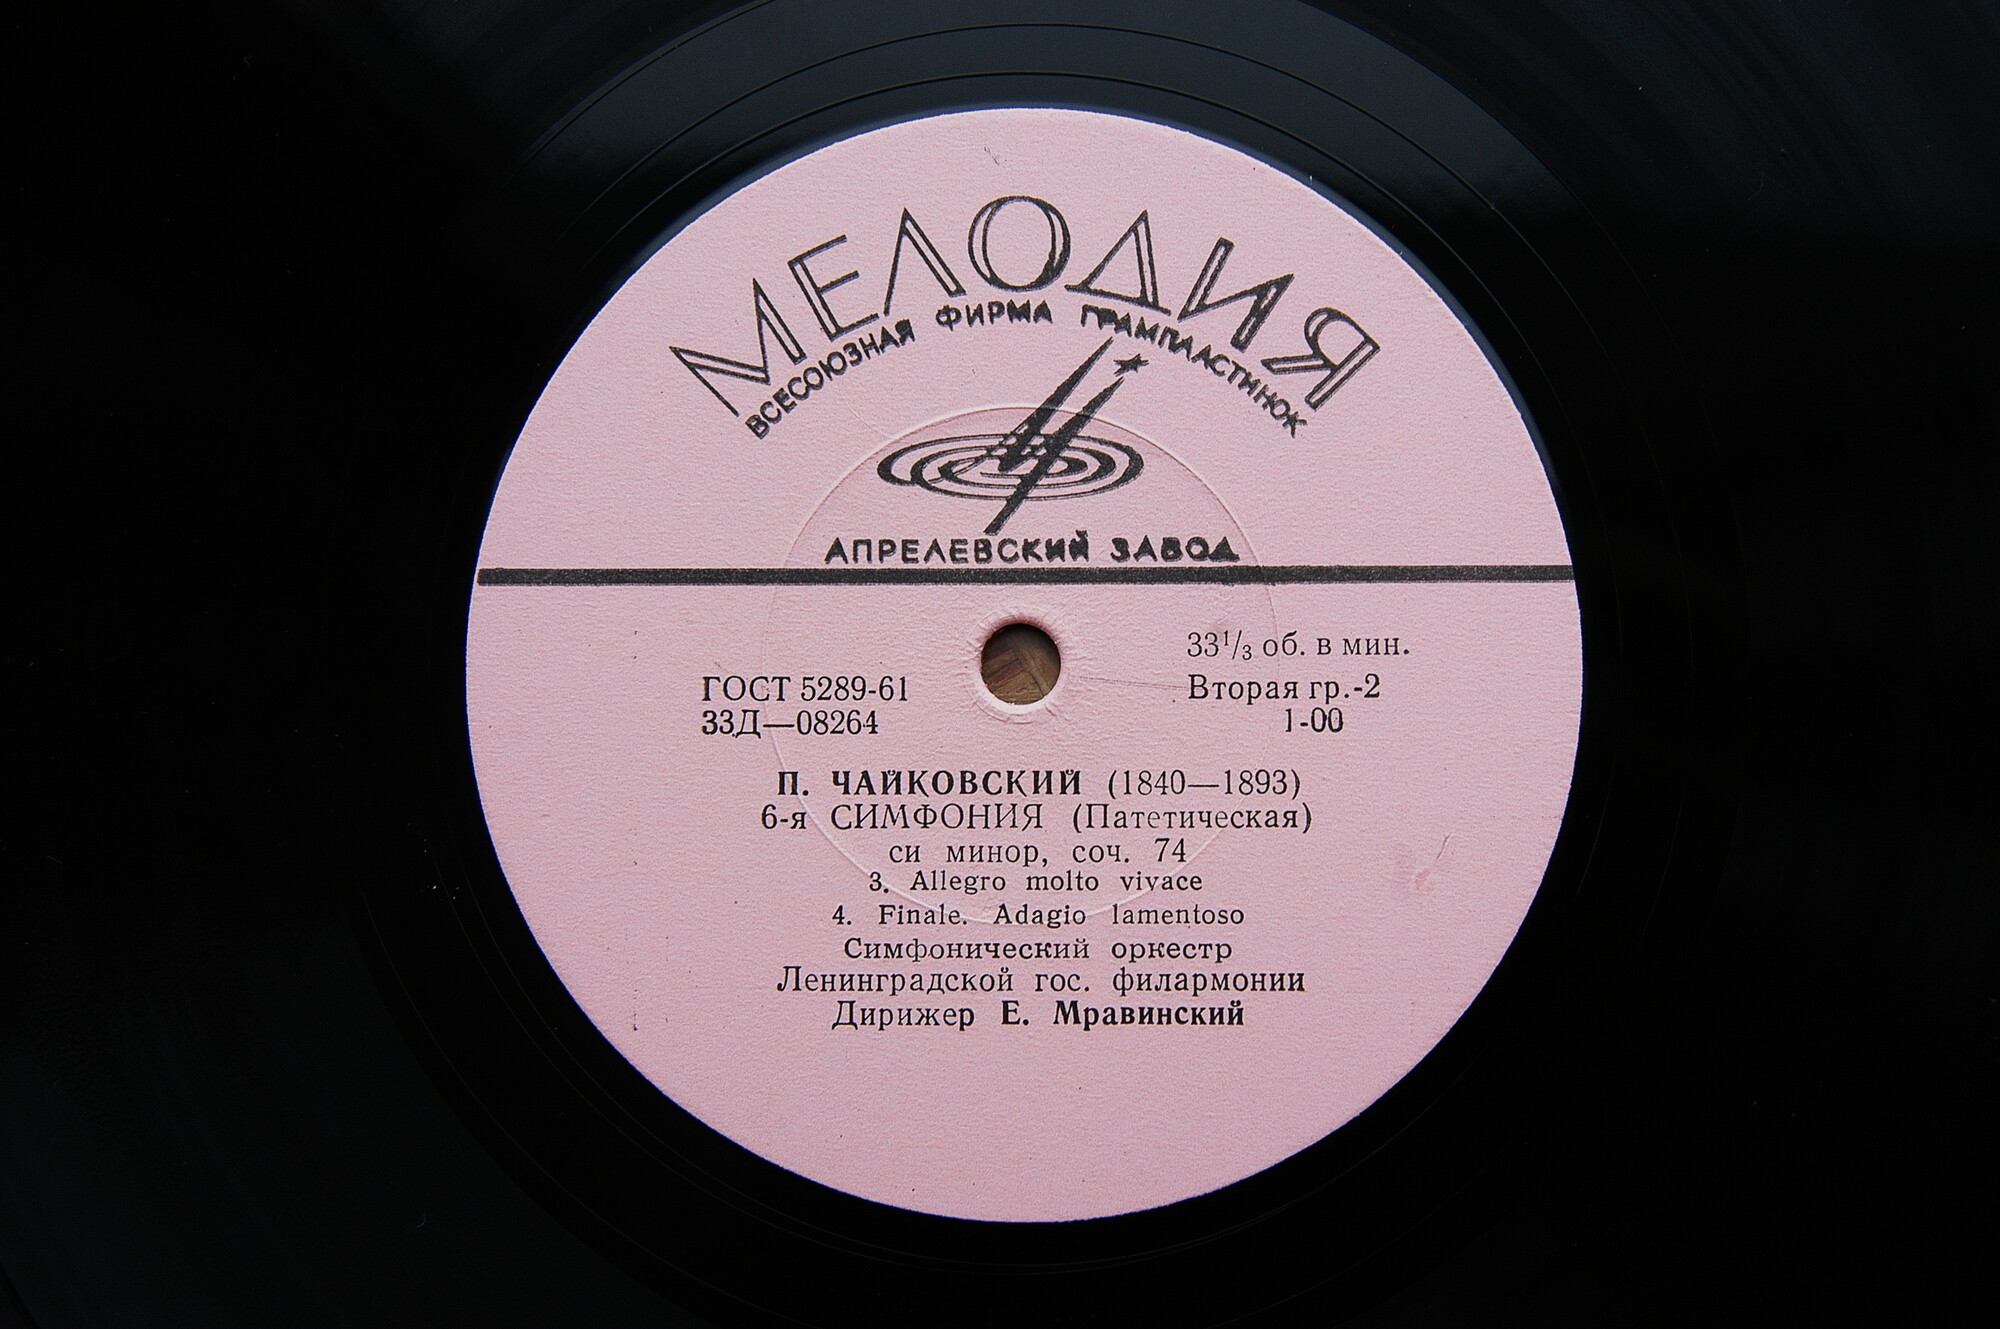 МЕЛОДИЯ
ВСЕСОЮЗНАЯ ФИРМА ГРАМПЛАСТИНОК
АПРЕЛЕВСКИЙ ЗАВОД
33¹/₃ об. в мин.
ГОСТ 5289-61 Вторая гр.-2
33Д—08264 1-00
П. ЧАЙКОВСКИЙ (1840—1893)
6-я СИМФОНИЯ (Патетическая)
си минор, соч. 74
3. Allegro molto vivace
4. Finale. Adagio lamentoso
Симфонический оркестр
Ленинградской гос. филармонии
Дирижер Е. Мравинский